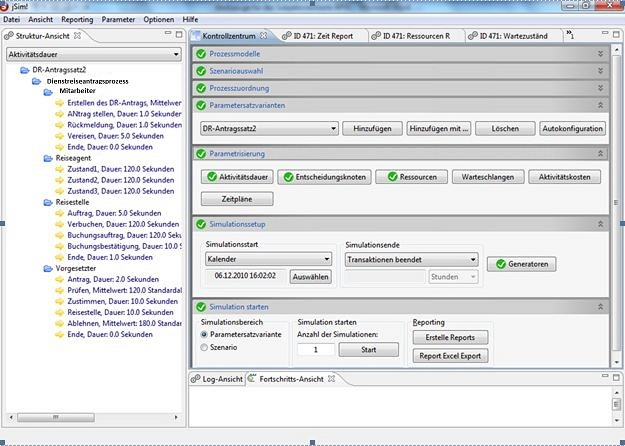 jSim!
Datei Ansicht Reporting Parameter Optionen Hilfe
Struktur-Ansicht
Aktivitätsdauer
DR-Antragssatz2
Dienstreiseantragsprozess
Mitarbeiter
Erstellen des DR-Antrags, Mittelwer
ANtrag stellen, Dauer: 1.0 Sekunden
Rückmeldung, Dauer: 1.0 Sekunden
Vereisen, Dauer: 5.0 Sekunden
Ende, Dauer: 0.0 Sekunden
Reiseagent
Zustand1, Dauer: 120.0 Sekunden
Zustand2, Dauer: 120.0 Sekunden
Zustand3, Dauer: 120.0 Sekunden
Reisestelle
Auftrag, Dauer: 5.0 Sekunden
Verbuchen, Dauer: 120.0 Sekunden
Buchungsauftrag, Dauer: 120.0 Sek
Buchungsbestätigung, Dauer: 10.0 S
Ende, Dauer: 1.0 Sekunden
Vorgesetzter
Antrag, Dauer: 2.0 Sekunden
Prüfen, Mittelwert: 120.0 Standardal
Zustimmen, Dauer: 10.0 Sekunden
Reisestelle, Dauer: 10.0 Sekunden
Ablehnen, Mittelwert: 180.0 Standar
Ende, Dauer: 0.0 Sekunden
Kontrollzentrum ID 471: Zeit Report ID 471: Ressourcen R ID 471: Wartezuständ »1
Prozessmodelle
Szenarioauswahl
Prozesszuordnung
Parametersatzvarianten
DR-Antragssatz2 Hinzufügen Hinzufügen mit ... Löschen Autokonfiguration
Parametrisierung
Aktivitätsdauer Entscheidungsknoten Ressourcen Warteschlangen Aktivitätskosten
Zeitpläne
Simulationssetup
Simulationsstart Simulationsende
Kalender Transaktionen beendet Generatoren
06.12.2010 16:02:02 Auswählen Stunden
Simulation starten
Simulationsbereich Simulation starten Reporting
Parametersatzvariante Anzahl der Simulationen: Erstelle Reports
Szenario 1 Start Report Excel Export
Log-Ansicht Fortschritts-Ansicht